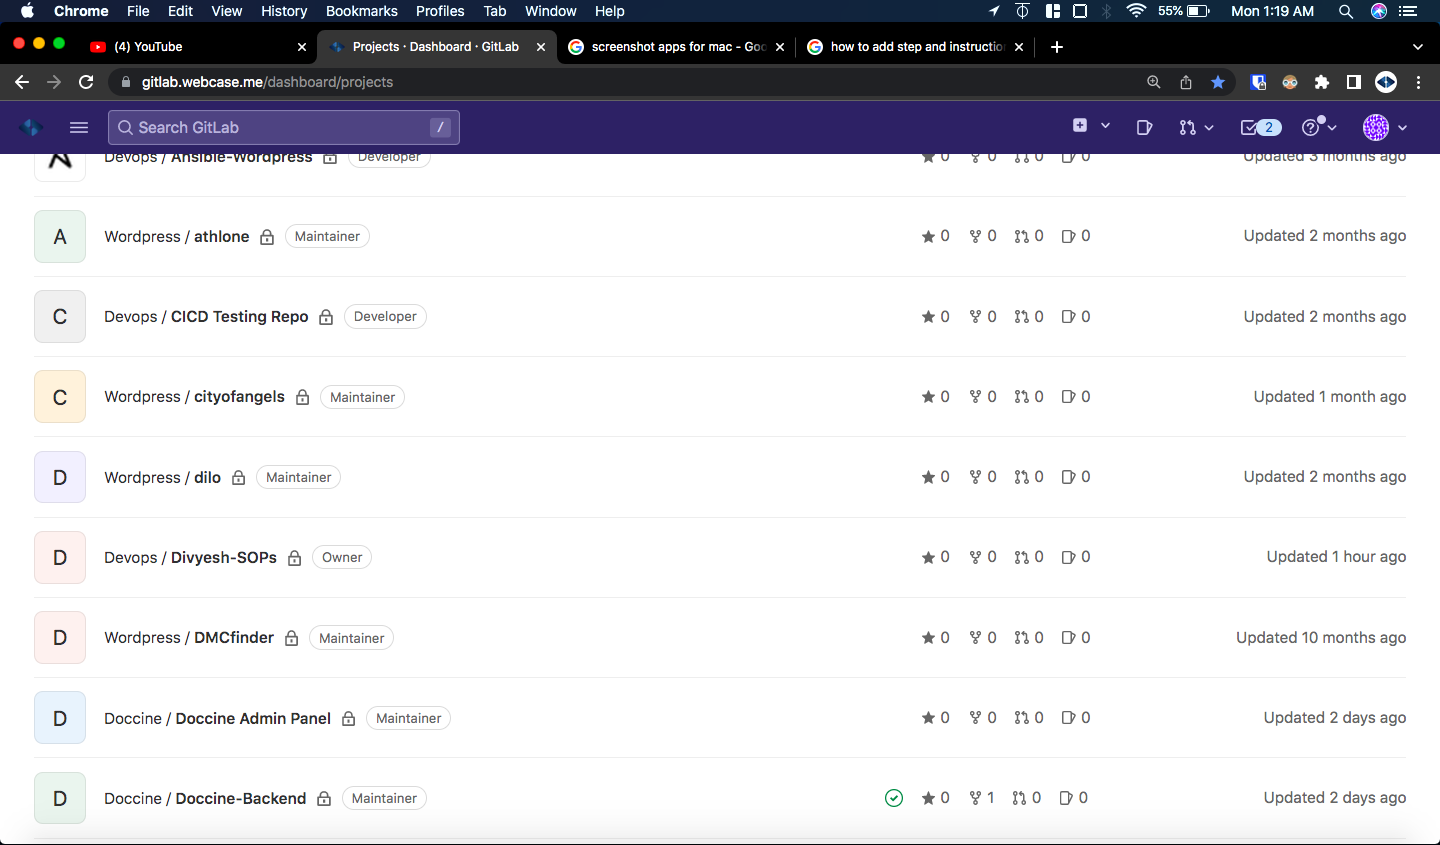 Chrome File Edit View History Bookmarks Profiles Tab Window Help 55% Mon 1:19 AM
(4) YouTube Projects · Dashboard · GitLab screenshot apps for mac - Goo how to add step and instructio
gitlab.webcase.me/dashboard/projects
Search GitLab / 2
Devops / Ansible-Wordpress Developer 0 0 0 0 Updated 3 months ago
A Wordpress / athlone Maintainer 0 0 0 0 Updated 2 months ago
C Devops / CICD Testing Repo Developer 0 0 0 0 Updated 2 months ago
C Wordpress / cityofangels Maintainer 0 0 0 0 Updated 1 month ago
D Wordpress / dilo Maintainer 0 0 0 0 Updated 2 months ago
D Devops / Divyesh-SOPs Owner 0 0 0 0 Updated 1 hour ago
D Wordpress / DMCfinder Maintainer 0 0 0 0 Updated 10 months ago
D Doccine / Doccine Admin Panel Maintainer 0 0 0 0 Updated 2 days ago
D Doccine / Doccine-Backend Maintainer 0 1 0 0 Updated 2 days ago